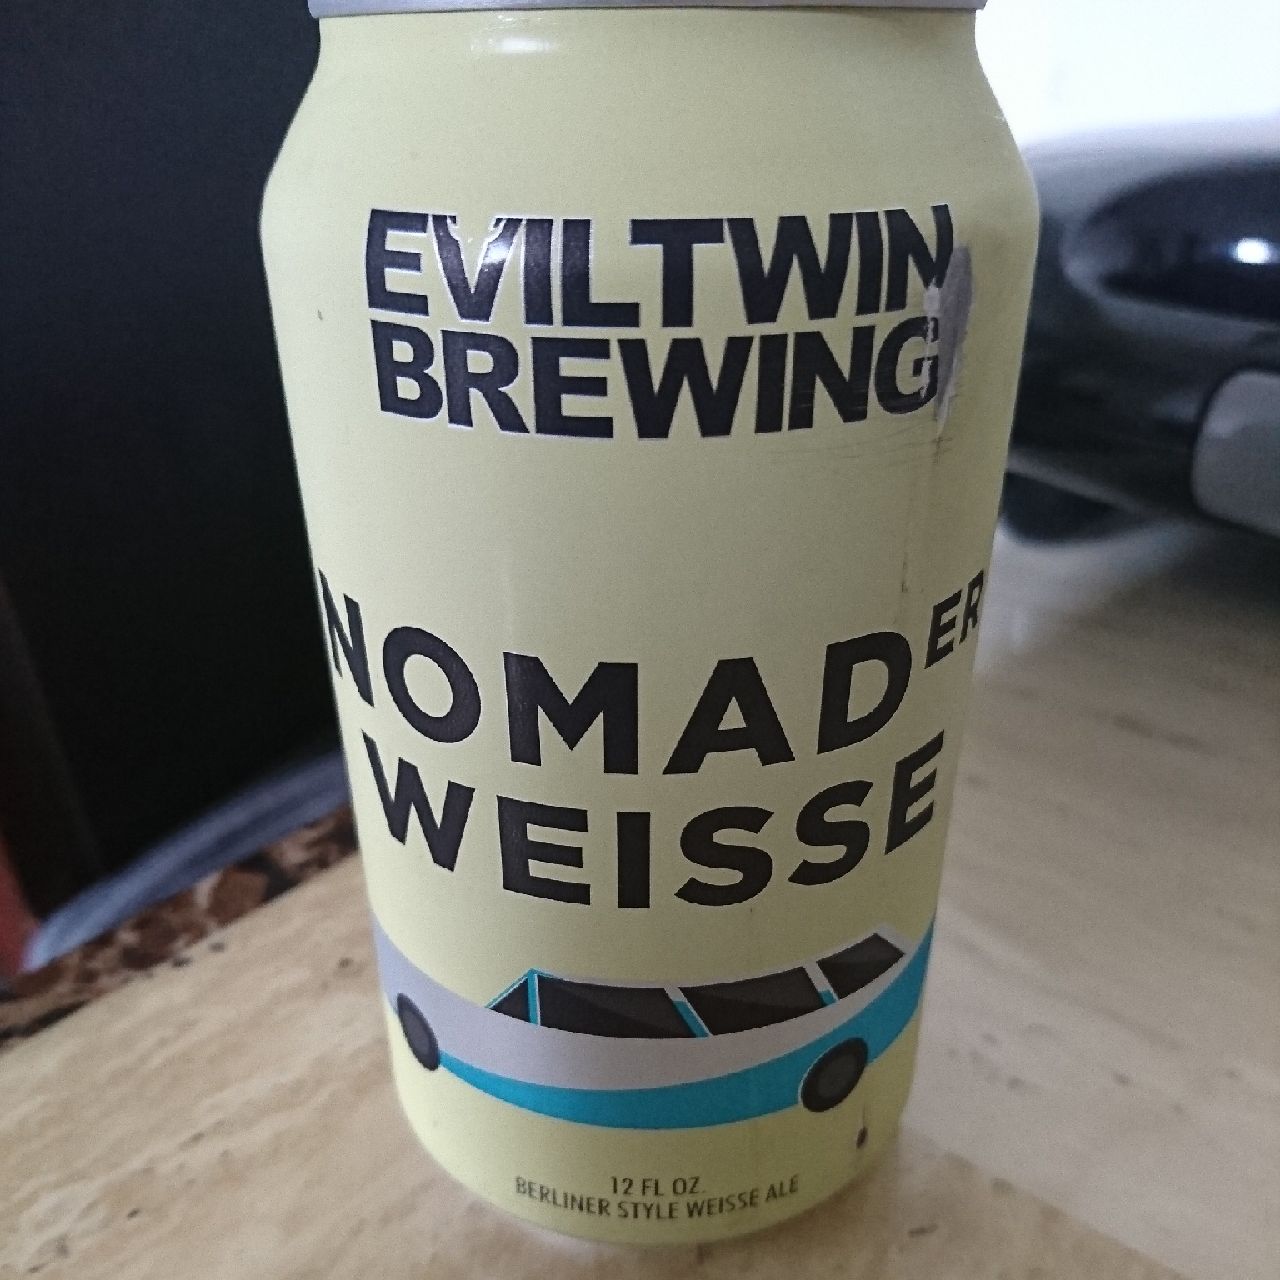 EVILTWIN
BREWING
NOMADER
WEISSE
12 FL OZ.
BERLINER STYLE WEISSE ALE